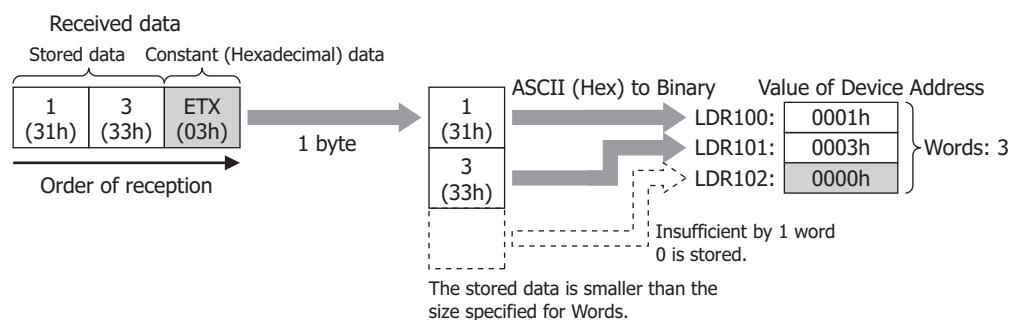 Received data
Stored data Constant (Hexadecimal) data
1 3 ETX
(31h) (33h) (03h)
Order of reception
1 byte
1
(31h)
3
(33h)
ASCII (Hex) to Binary
Value of Device Address
LDR100: 0001h
LDR101: 0003h
LDR102: 0000h
Words: 3
Insufficient by 1 word
0 is stored.
The stored data is smaller than the
size specified for Words.